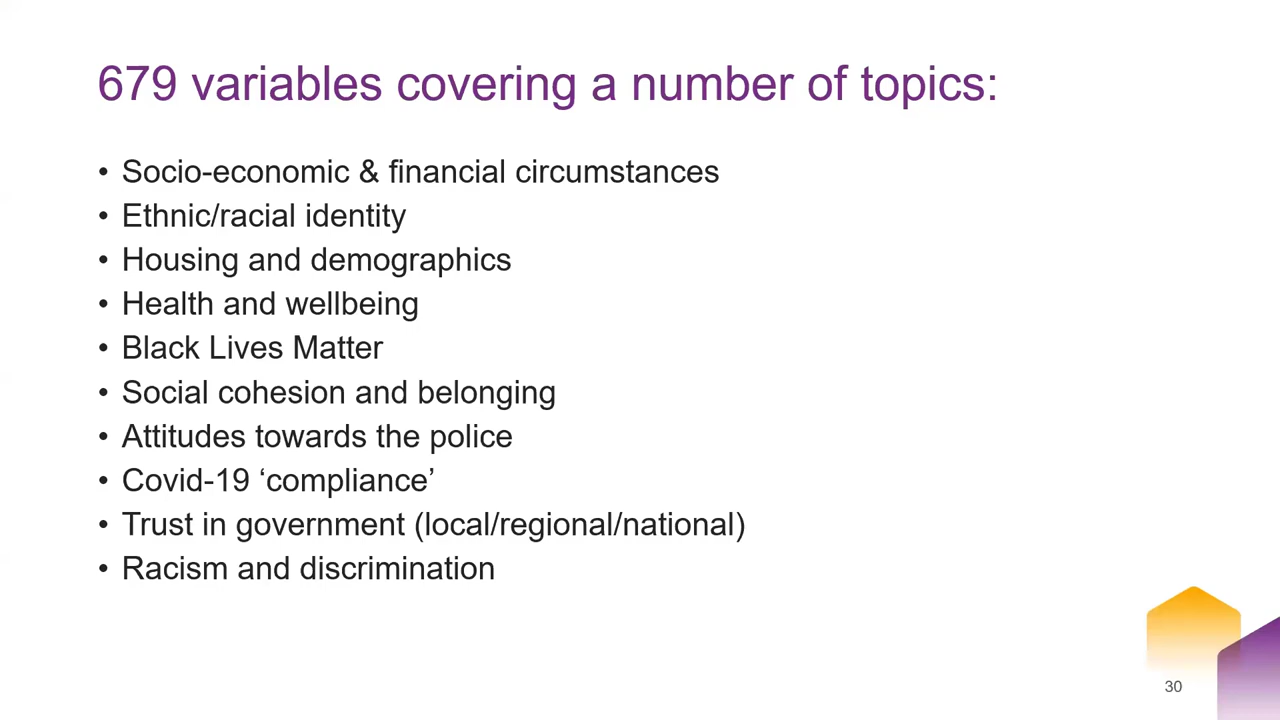 679 variables covering a number of topics:
• Socio-economic & financial circumstances
• Ethnic/racial identity
• Housing and demographics
• Health and wellbeing
• Black Lives Matter
• Social cohesion and belonging
• Attitudes towards the police
• Covid-19 ‘compliance’
• Trust in government (local/regional/national)
• Racism and discrimination
30